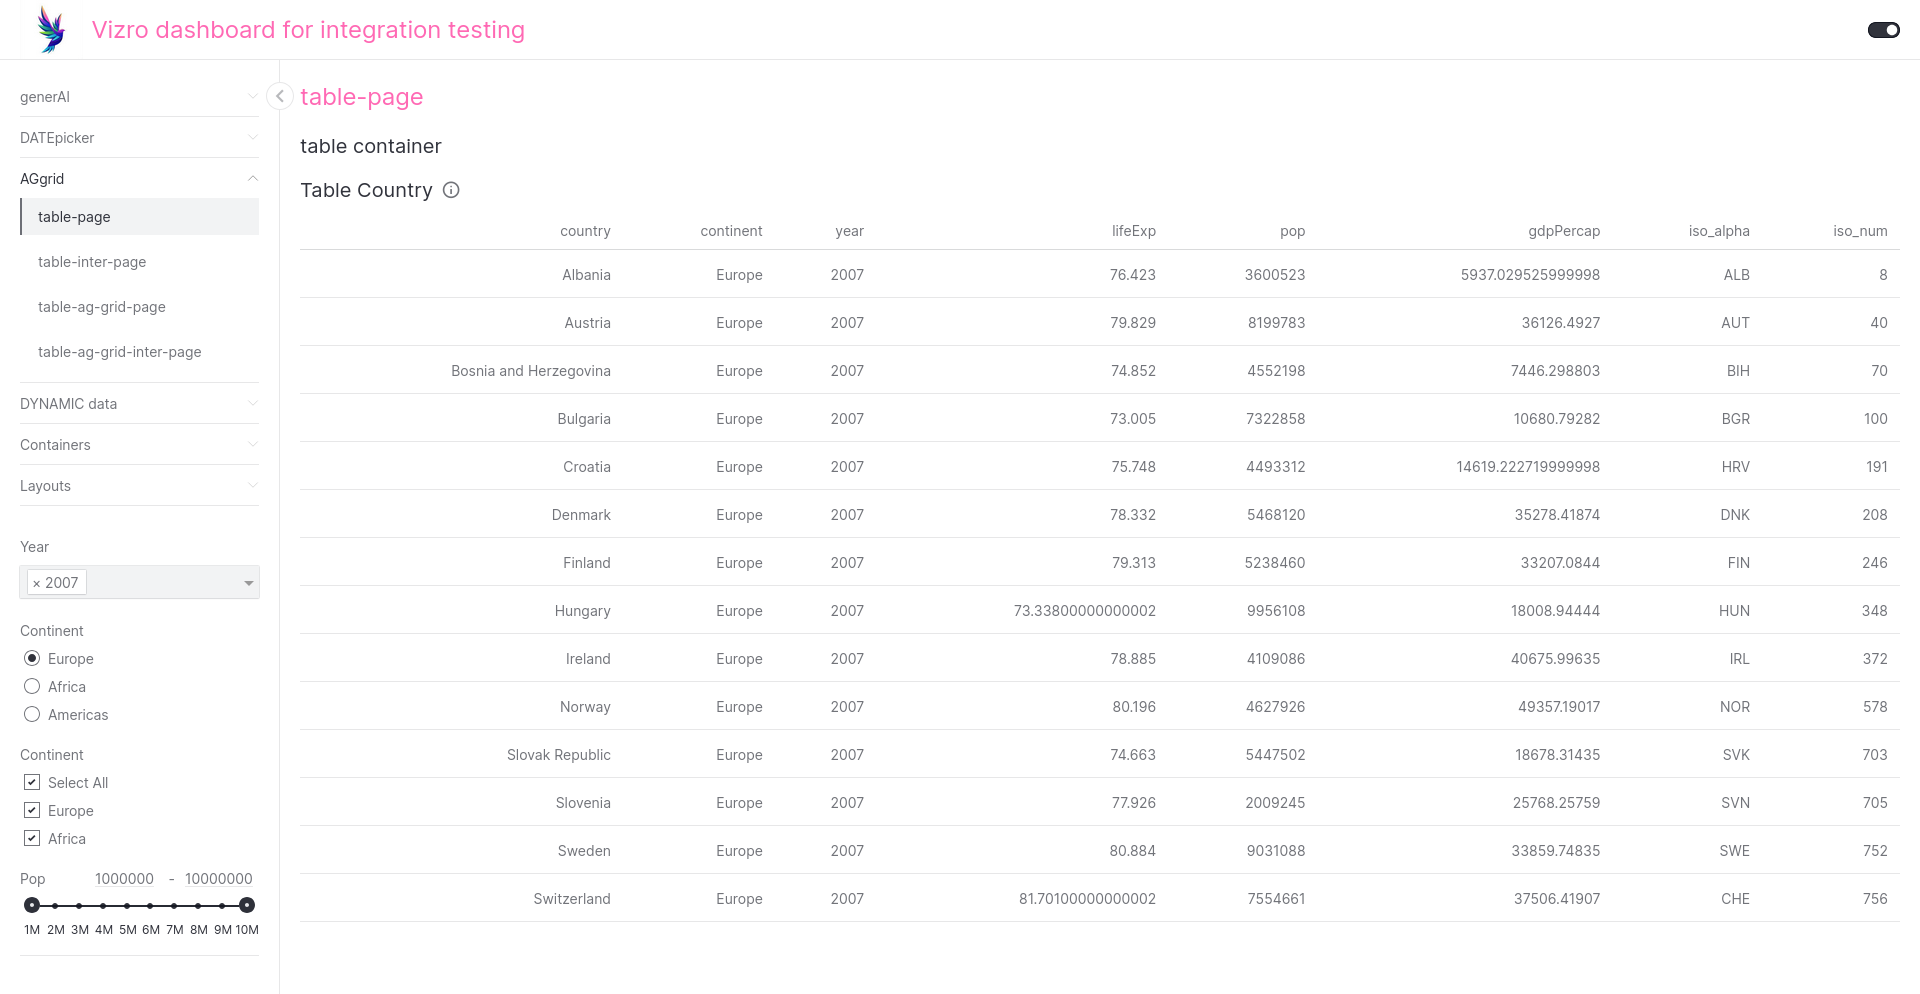 Vizro dashboard for integration testing
generAI
DATEpicker
AGgrid
table-page
table-inter-page
table-ag-grid-page
table-ag-grid-inter-page
DYNAMIC data
Containers
Layouts
Year
× 2007
Continent
Europe
Africa
Americas
Continent
Select All
Europe
Africa
Pop 1000000 - 10000000
1M 2M 3M 4M 5M 6M 7M 8M 9M 10M
table-page
table container
Table Country
country continent year lifeExp pop gdpPercap iso_alpha iso_num
Albania Europe 2007 76.423 3600523 5937.029525999998 ALB 8
Austria Europe 2007 79.829 8199783 36126.4927 AUT 40
Bosnia and Herzegovina Europe 2007 74.852 4552198 7446.298803 BIH 70
Bulgaria Europe 2007 73.005 7322858 10680.79282 BGR 100
Croatia Europe 2007 75.748 4493312 14619.222719999998 HRV 191
Denmark Europe 2007 78.332 5468120 35278.41874 DNK 208
Finland Europe 2007 79.313 5238460 33207.0844 FIN 246
Hungary Europe 2007 73.33800000000002 9956108 18008.94444 HUN 348
Ireland Europe 2007 78.885 4109086 40675.99635 IRL 372
Norway Europe 2007 80.196 4627926 49357.19017 NOR 578
Slovak Republic Europe 2007 74.663 5447502 18678.31435 SVK 703
Slovenia Europe 2007 77.926 2009245 25768.25759 SVN 705
Sweden Europe 2007 80.884 9031088 33859.74835 SWE 752
Switzerland Europe 2007 81.70100000000002 7554661 37506.41907 CHE 756